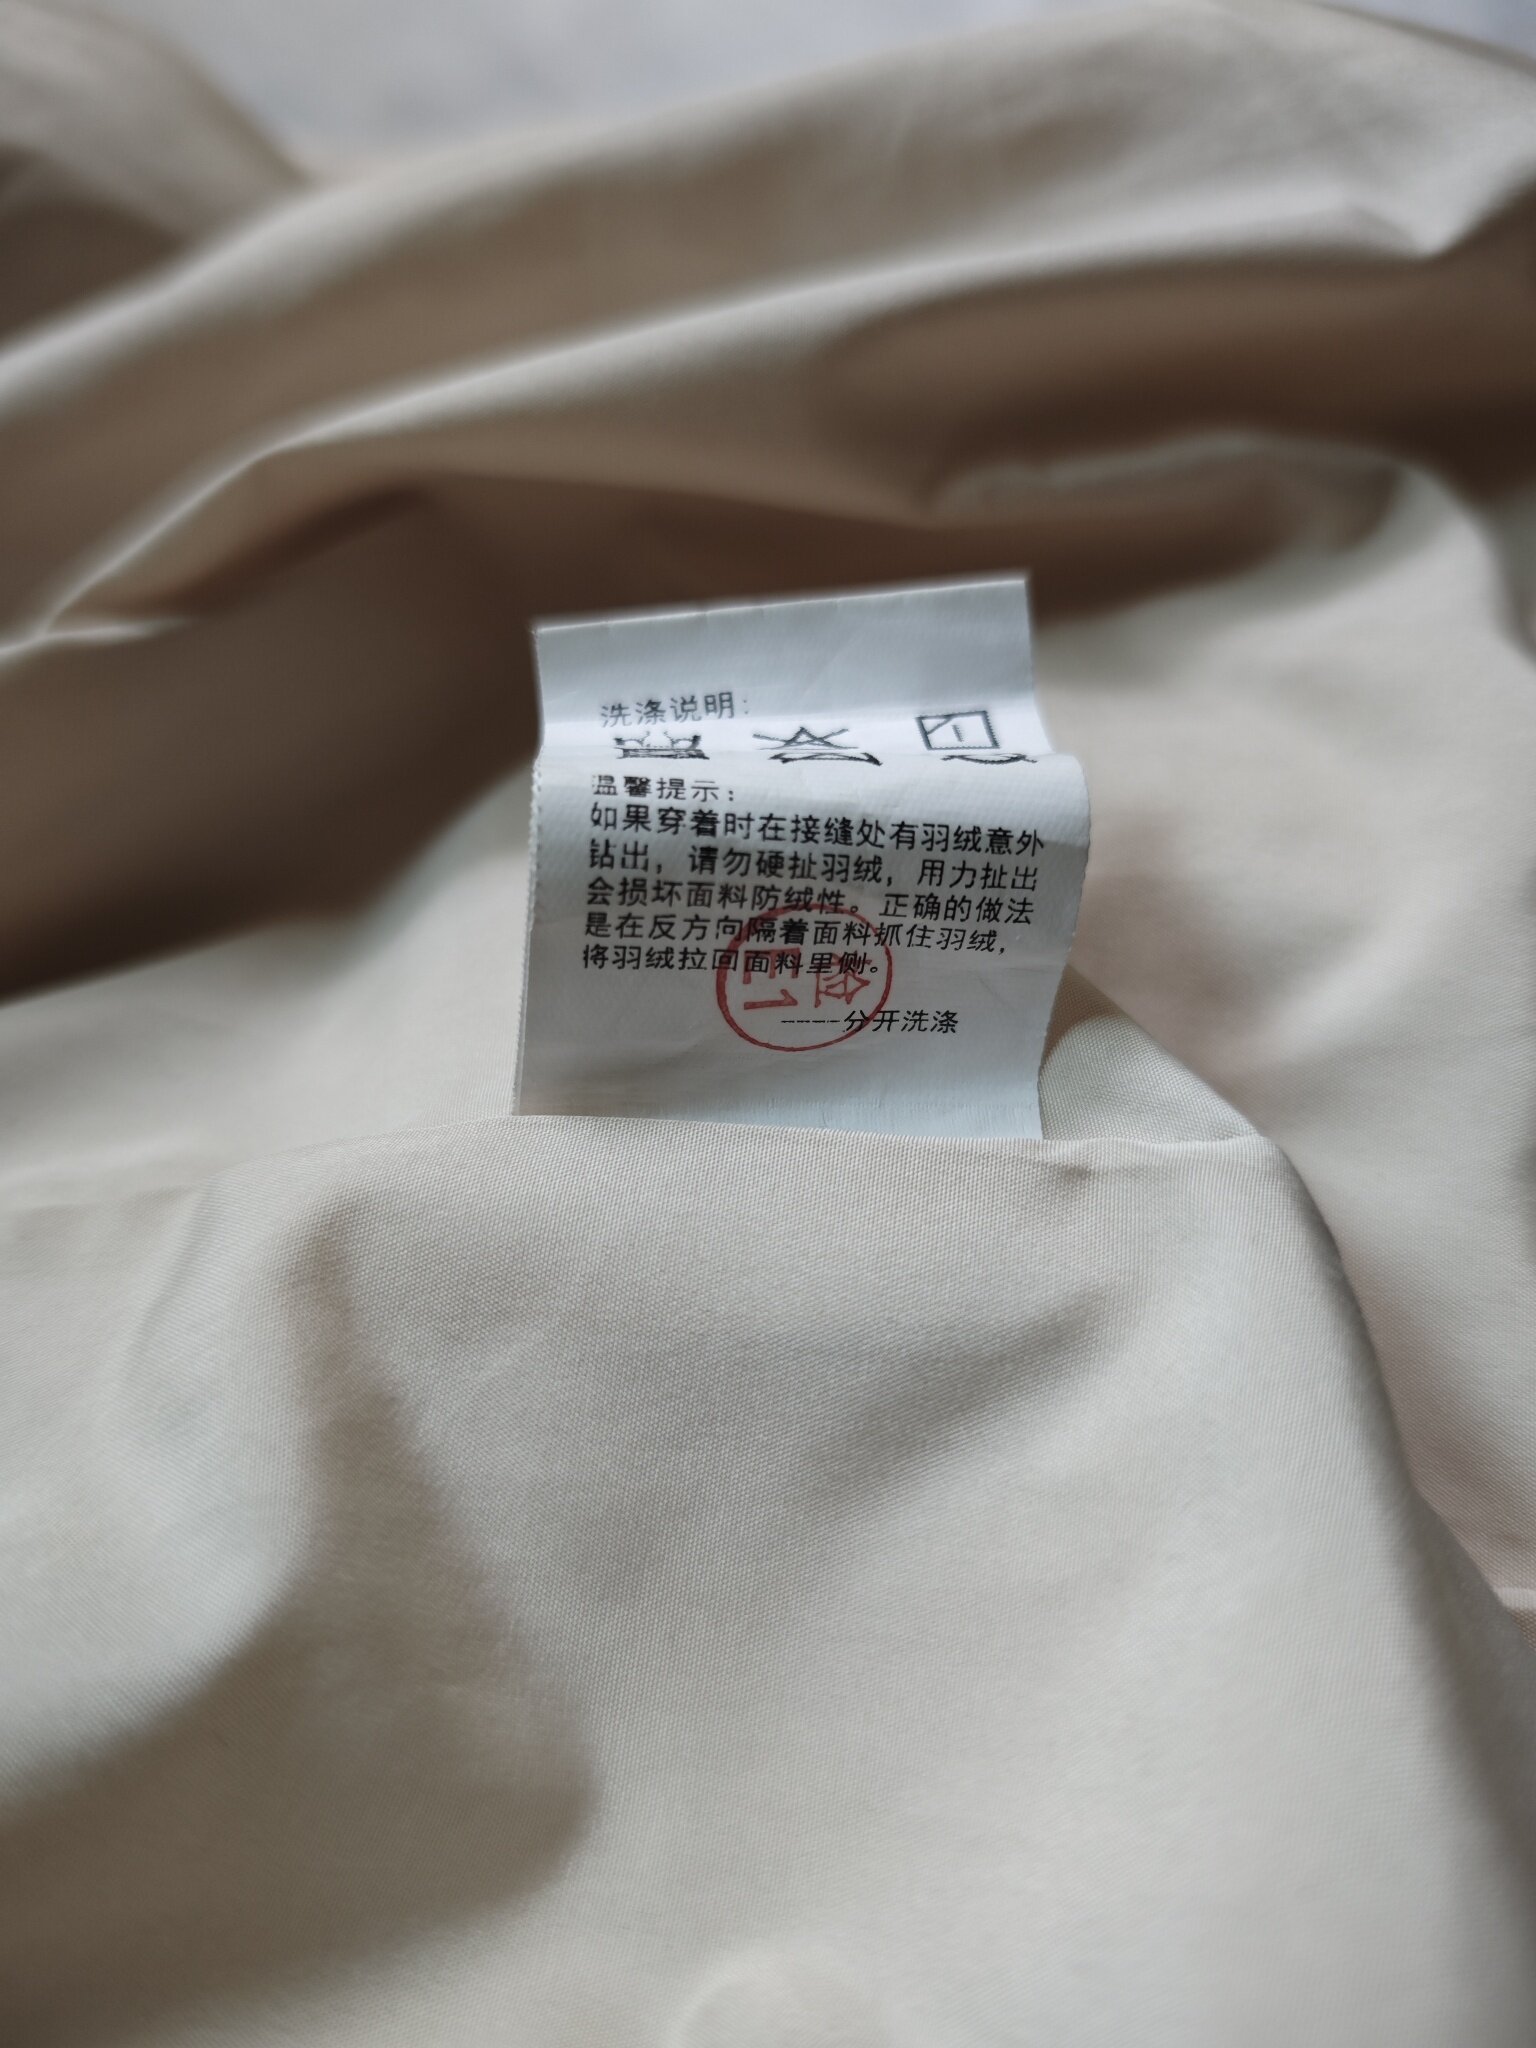 洗涤说明:
温馨提示:
如果穿着时在接缝处有羽绒意外
钻出，请勿硬扯羽绒，用力扯出
会损坏面料防绒性。正确的做法
是在反方向隔着面料抓住羽绒，
将羽绒拉回面料里侧。
检
E1
----分开洗涤